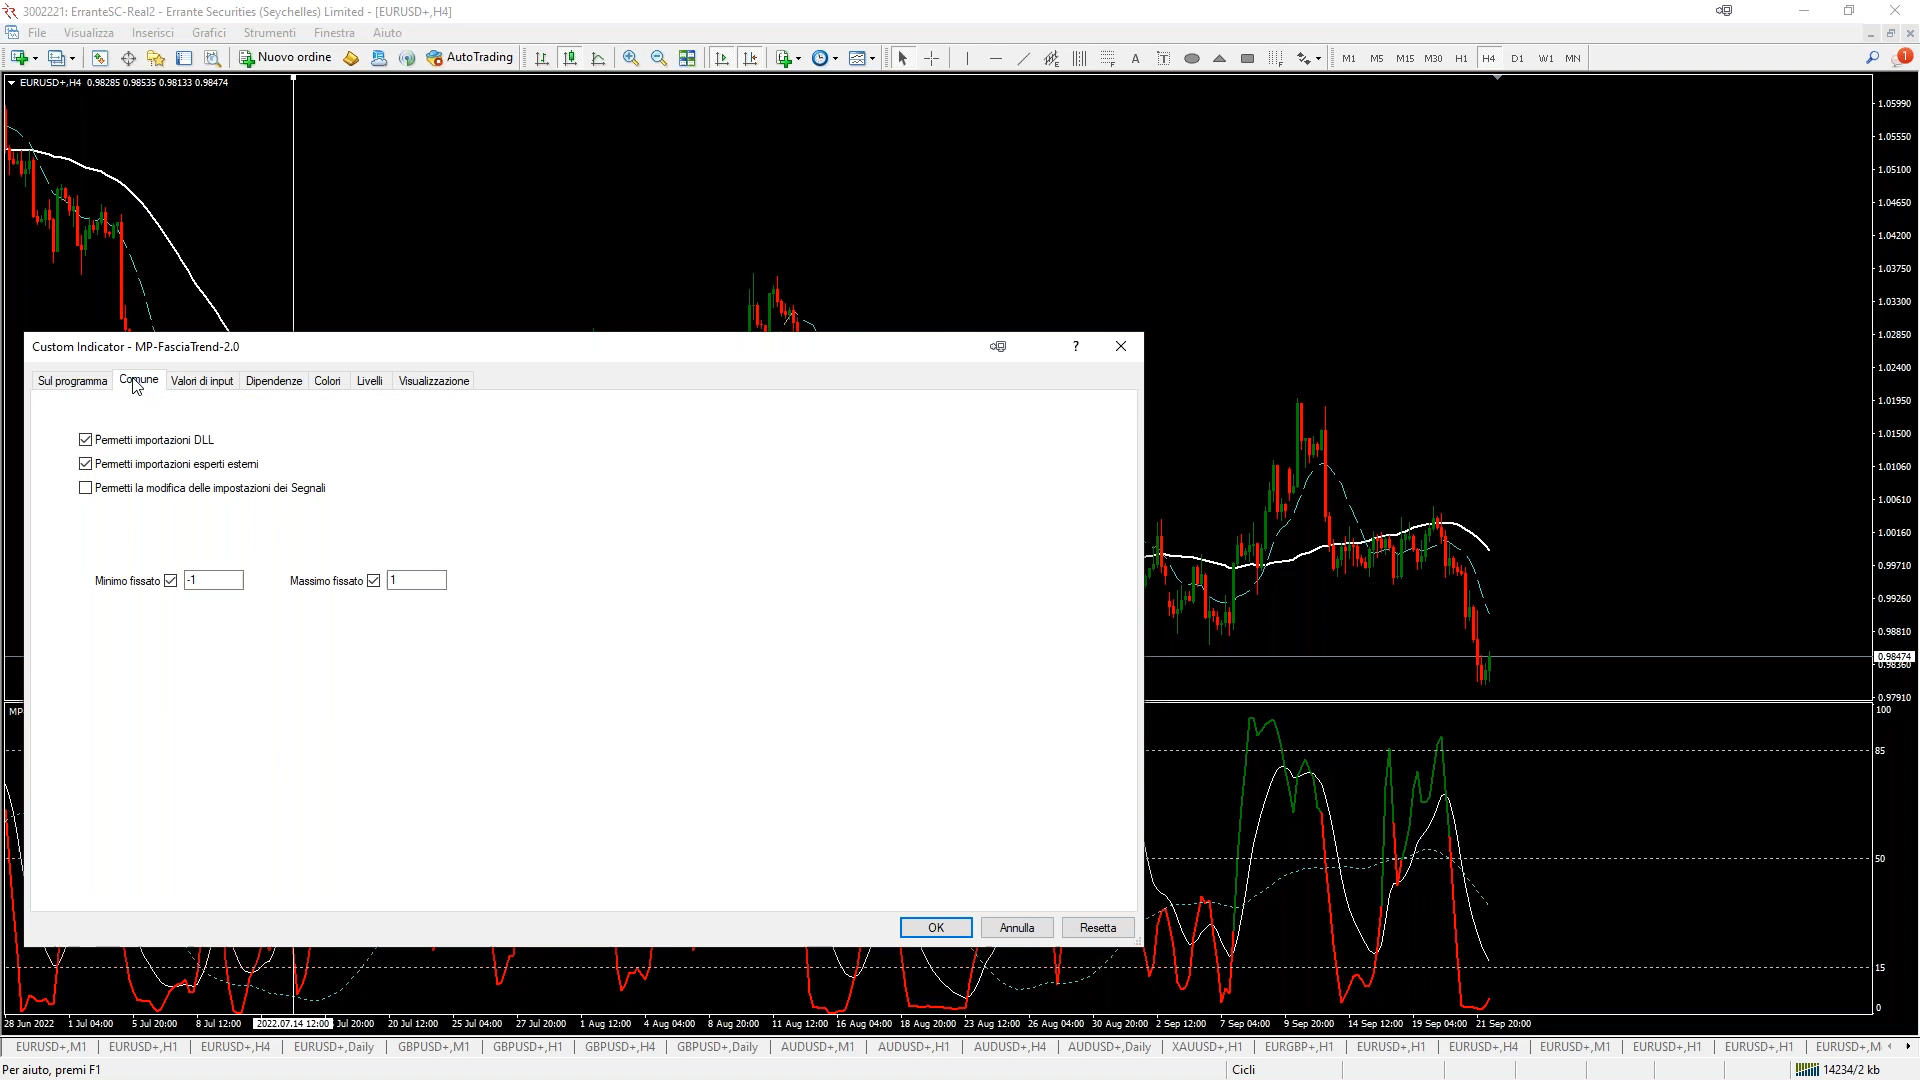 3002221: ErranteSC-Real2 - Errante Securities (Seychelles) Limited - [EURUSD+,H4]
File Visualizza Inserisci Grafici Strumenti Finestra Aiuto
Nuovo ordine AutoTrading A T M1 M5 M15 M30 H1 H4 D1 W1 MN 1
EURUSD+,H4 0.98285 0.98535 0.98133 0.98474
1.05990
1.05550
1.05100
1.04650
1.04200
1.03750
1.03300
1.02850
1.02400
1.01950
1.01500
1.01060
1.00610
1.00160
0.99710
0.99260
0.98810
0.98474
0.98360
0.97910
Custom Indicator - MP-FasciaTrend-2.0
?
Sul programma Comune Valori di input Dipendenze Colori Livelli Visualizzazione
Permetti importazioni DLL
Permetti importazioni esperti esterni
Permetti la modifica delle impostazioni dei Segnali
Minimo fissato -1 Massimo fissato 1
OK Annulla Resetta
MP
100
85
50
15
0
28 Jun 2022 1 Jul 04:00 5 Jul 20:00 8 Jul 12:00 2022.07.14 12:00 Jul 20:00 20 Jul 12:00 25 Jul 04:00 27 Jul 20:00 1 Aug 12:00 4 Aug 04:00 8 Aug 20:00 11 Aug 12:00 16 Aug 04:00 18 Aug 20:00 23 Aug 12:00 26 Aug 04:00 30 Aug 20:00 2 Sep 12:00 7 Sep 04:00 9 Sep 20:00 14 Sep 12:00 19 Sep 04:00 21 Sep 20:00
EURUSD+,M1 EURUSD+,H1 EURUSD+,H4 EURUSD+,Daily GBPUSD+,M1 GBPUSD+,H1 GBPUSD+,H4 GBPUSD+,Daily AUDUSD+,M1 AUDUSD+,H1 AUDUSD+,H4 AUDUSD+,Daily XAUUSD+,H1 EURGBP+,H1 EURUSD+,H1 EURUSD+,H4 EURUSD+,M1 EURUSD+,H1 EURUSD+,H1 EURUSD+,M
Per aiuto, premi F1 Cicli 14234/2 kb